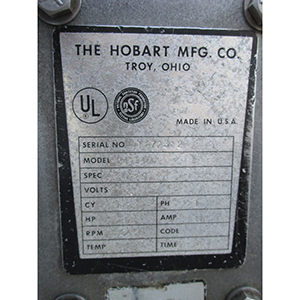 THE HOBART MFG. CO.
TROY, OHIO
UL NSF
MADE IN U.S.A.
SERIAL NO
MODEL
SPEC
VOLTS
CY PH
HP AMP
RPM CODE
TEMP TIME